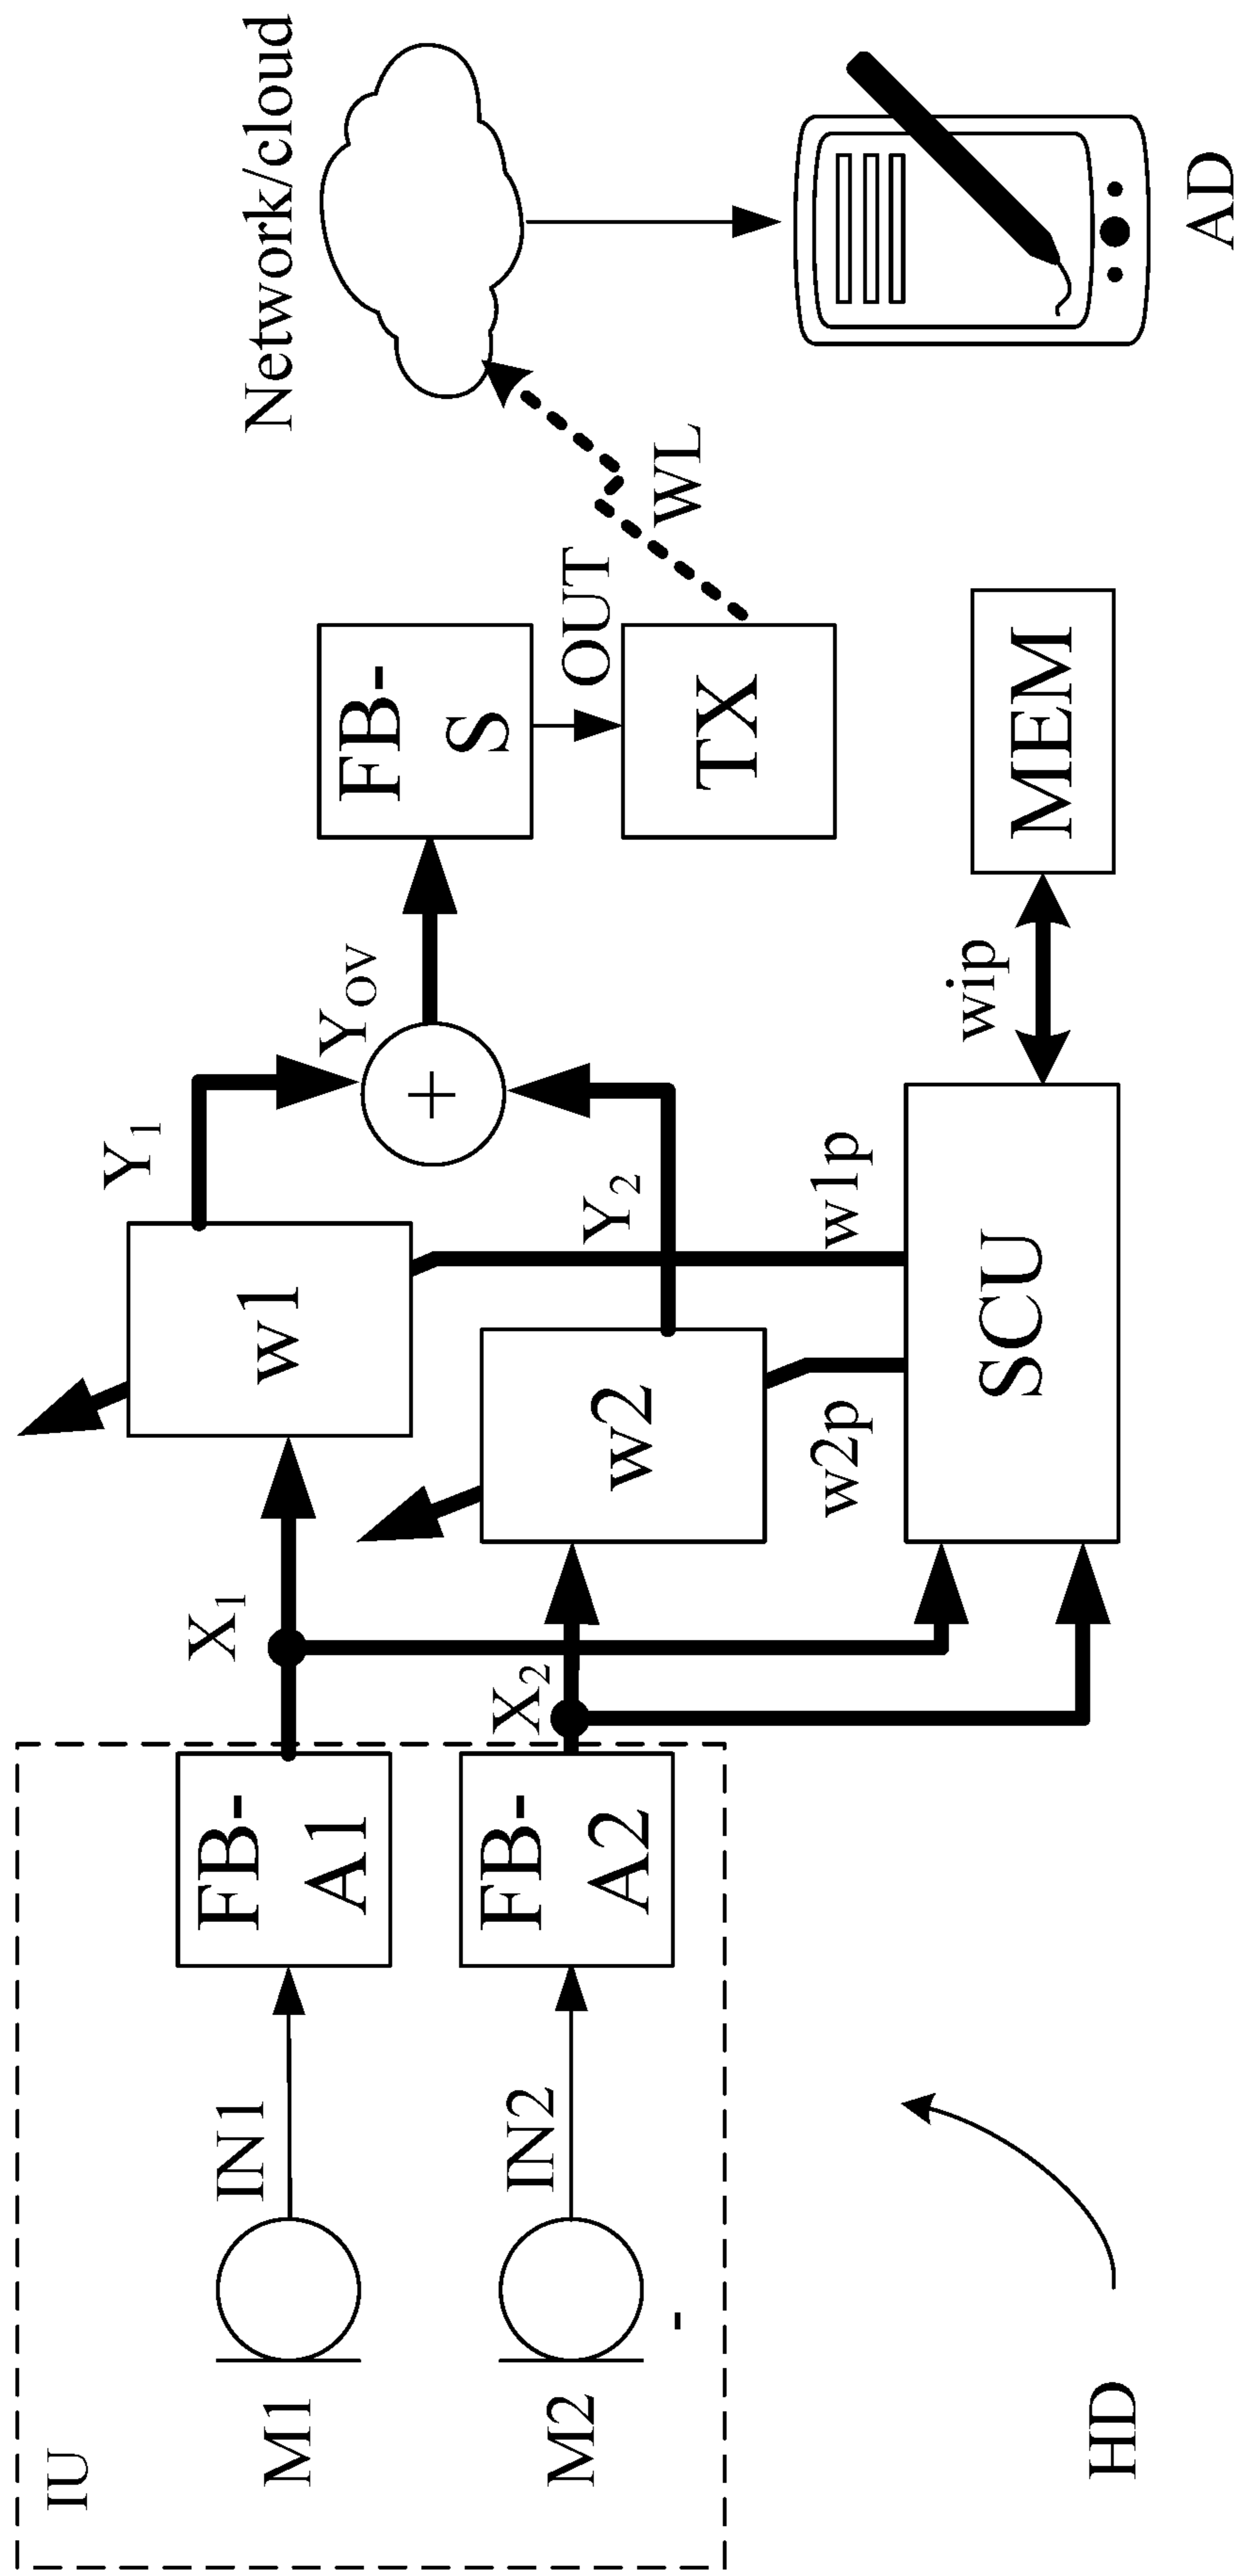 IU
M1
IN1
FB-
A1
X1
w1
Y1
M2
IN2
FB-
A2
X2
w2
Y2
+
YOV
FB-
S
OUT
TX
WL
Network/cloud
AD
w2p
w1p
SCU
wip
MEM
HD